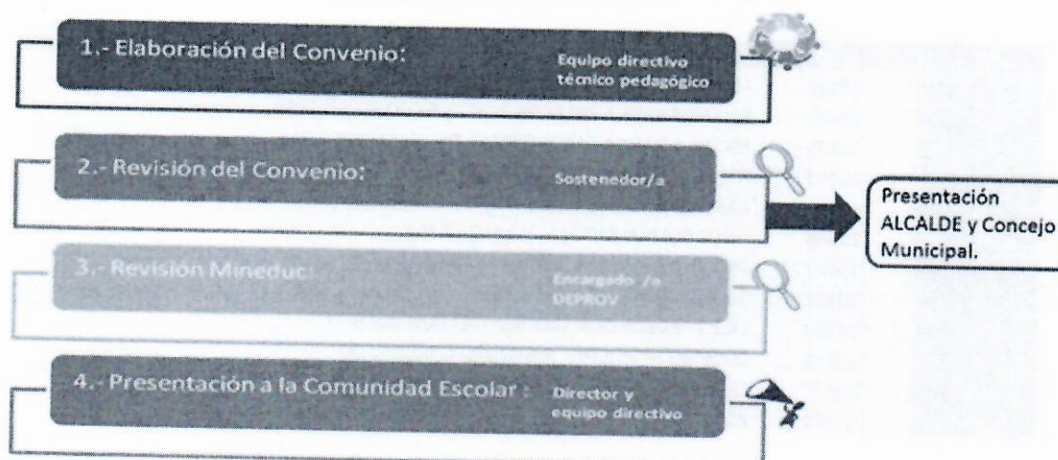 1.- Elaboración del Convenio:
Equipo directivo
técnico pedagógico
2.- Revisión del Convenio:
Sostenedor/a
Presentación
ALCALDE y Concejo
Municipal.
3.- Revisión Mineduc:
Encargado /a
DEPROV
4.- Presentación a la Comunidad Escolar :
Director y
equipo directivo